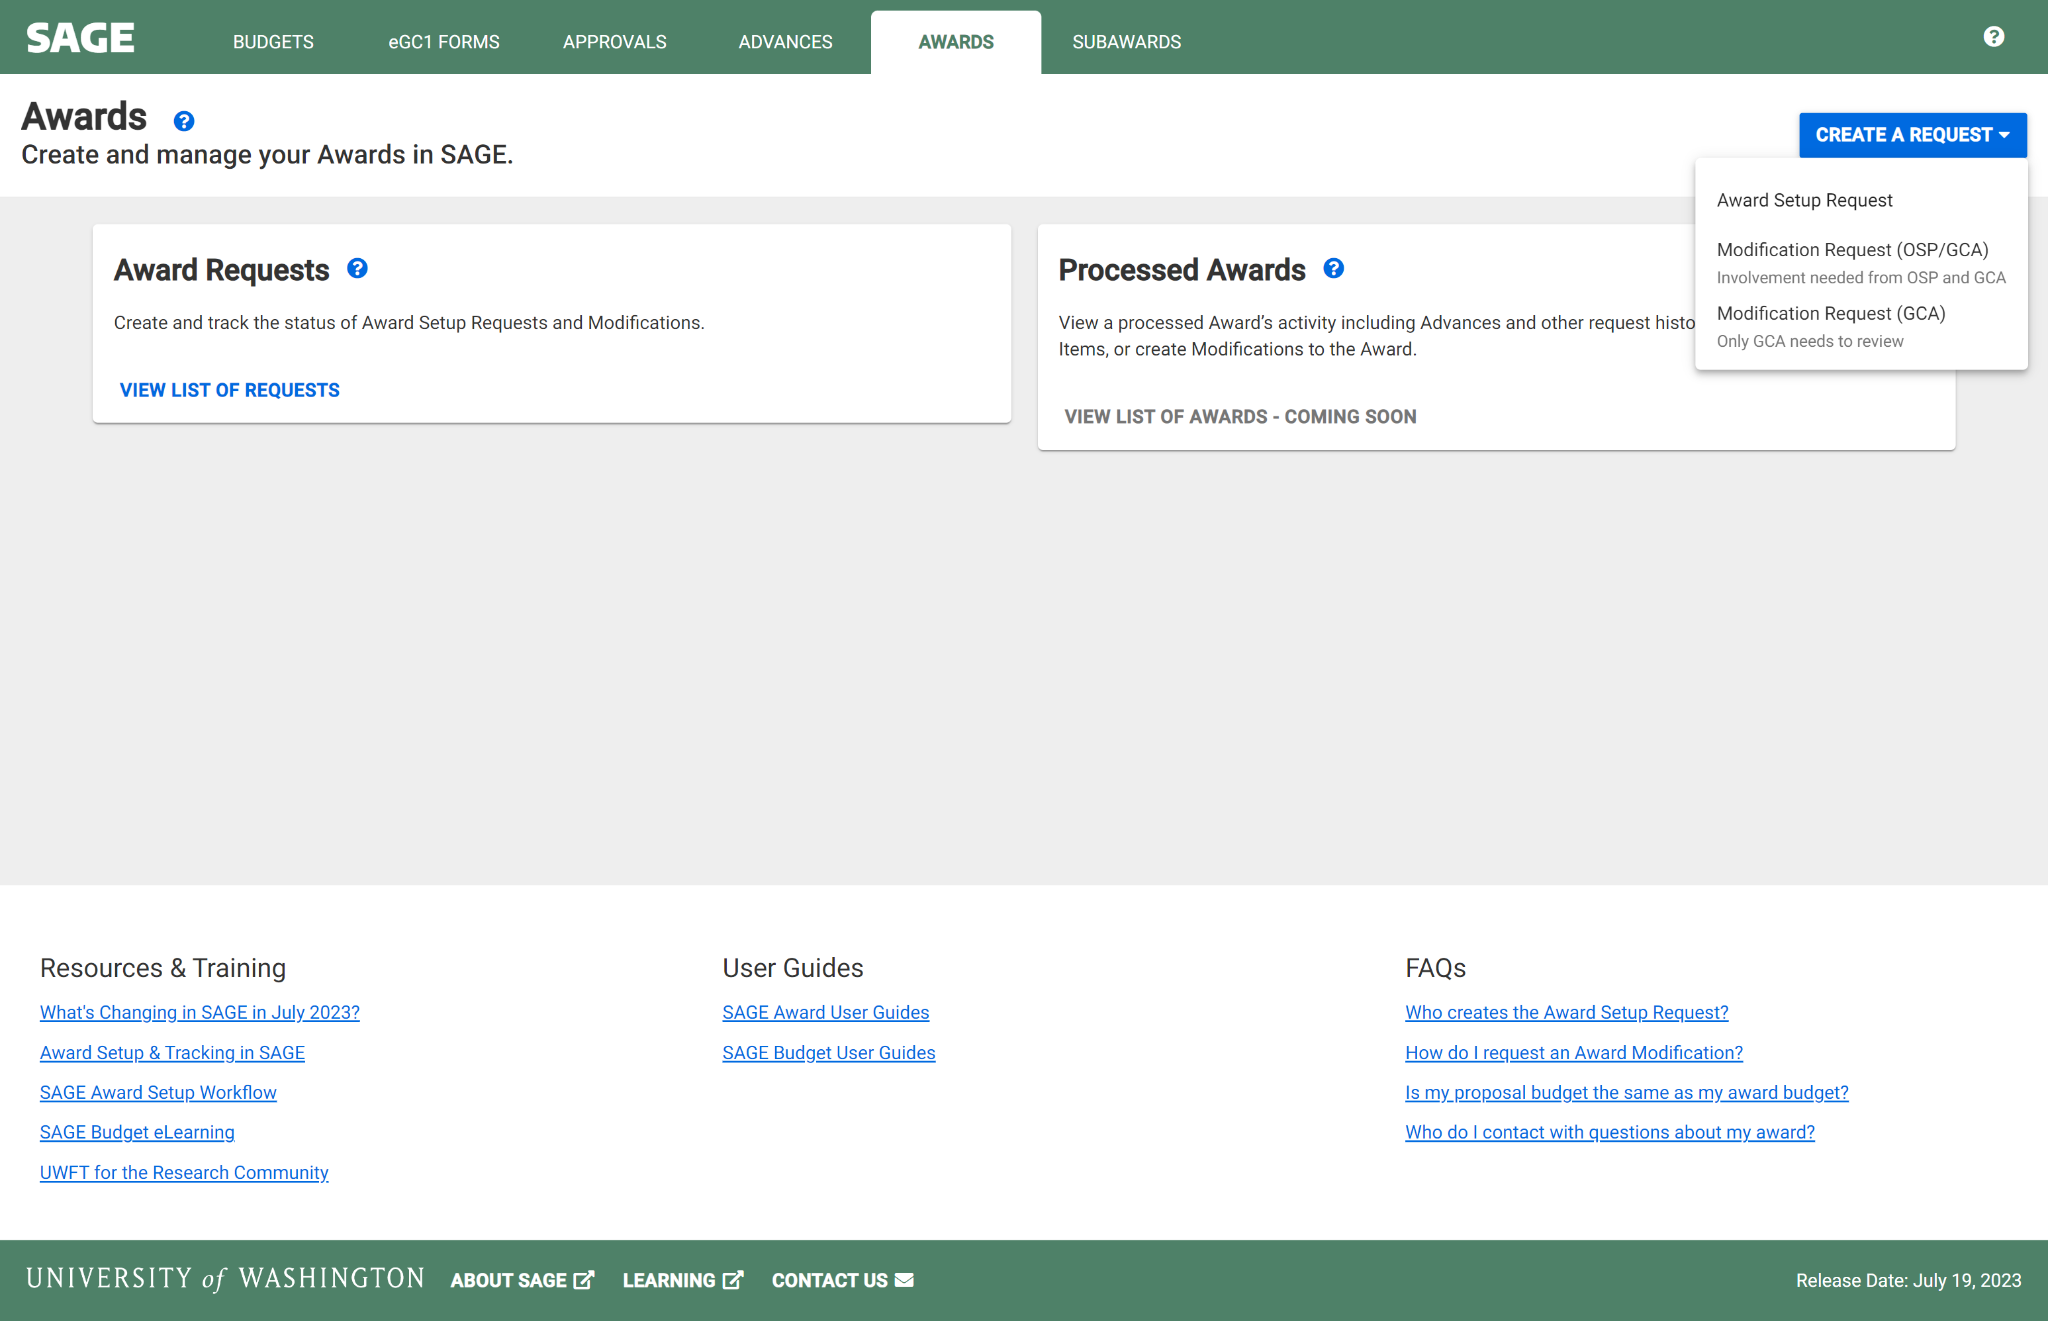 SAGE
BUDGETS
eGC1 FORMS
APPROVALS
ADVANCES
AWARDS
SUBAWARDS
Awards
Create and manage your Awards in SAGE.
CREATE A REQUEST
Award Setup Request
Modification Request (OSP/GCA)
Involvement needed from OSP and GCA
Modification Request (GCA)
Only GCA needs to review
Award Requests
Create and track the status of Award Setup Requests and Modifications.
VIEW LIST OF REQUESTS
Processed Awards
View a processed Award’s activity including Advances and other request
Items, or create Modifications to the Award.
VIEW LIST OF AWARDS - COMING SOON
Resources & Training
What's Changing in SAGE in July 2023?
Award Setup & Tracking in SAGE
SAGE Award Setup Workflow
SAGE Budget eLearning
UWFT for the Research Community
User Guides
SAGE Award User Guides
SAGE Budget User Guides
FAQs
Who creates the Award Setup Request?
How do I request an Award Modification?
Is my proposal budget the same as my award budget?
Who do I contact with questions about my award?
UNIVERSITY of WASHINGTON
ABOUT SAGE
LEARNING
CONTACT US
Release Date: July 19, 2023